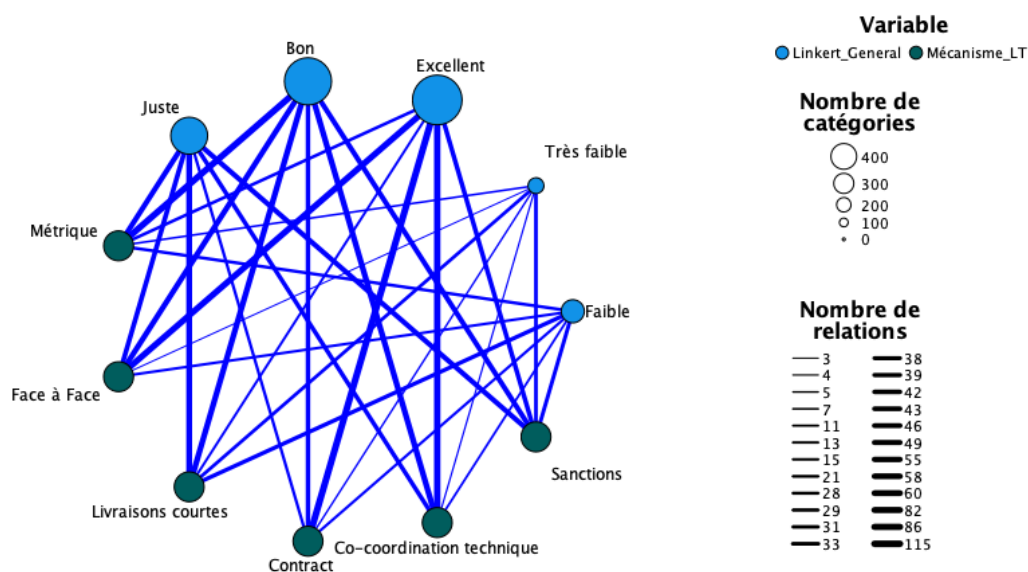 Variable
Linkert_General Mécanisme_LT
Bon
Excellent
Juste
Très faible
Métrique
Faible
Face à Face
Sanctions
Livraisons courtes
Co-coordination technique
Contract
Nombre de
catégories
400
300
200
100
0
Nombre de
relations
3 38
4 39
5 42
7 43
11 46
13 49
15 55
21 58
28 60
29 82
31 86
33 115